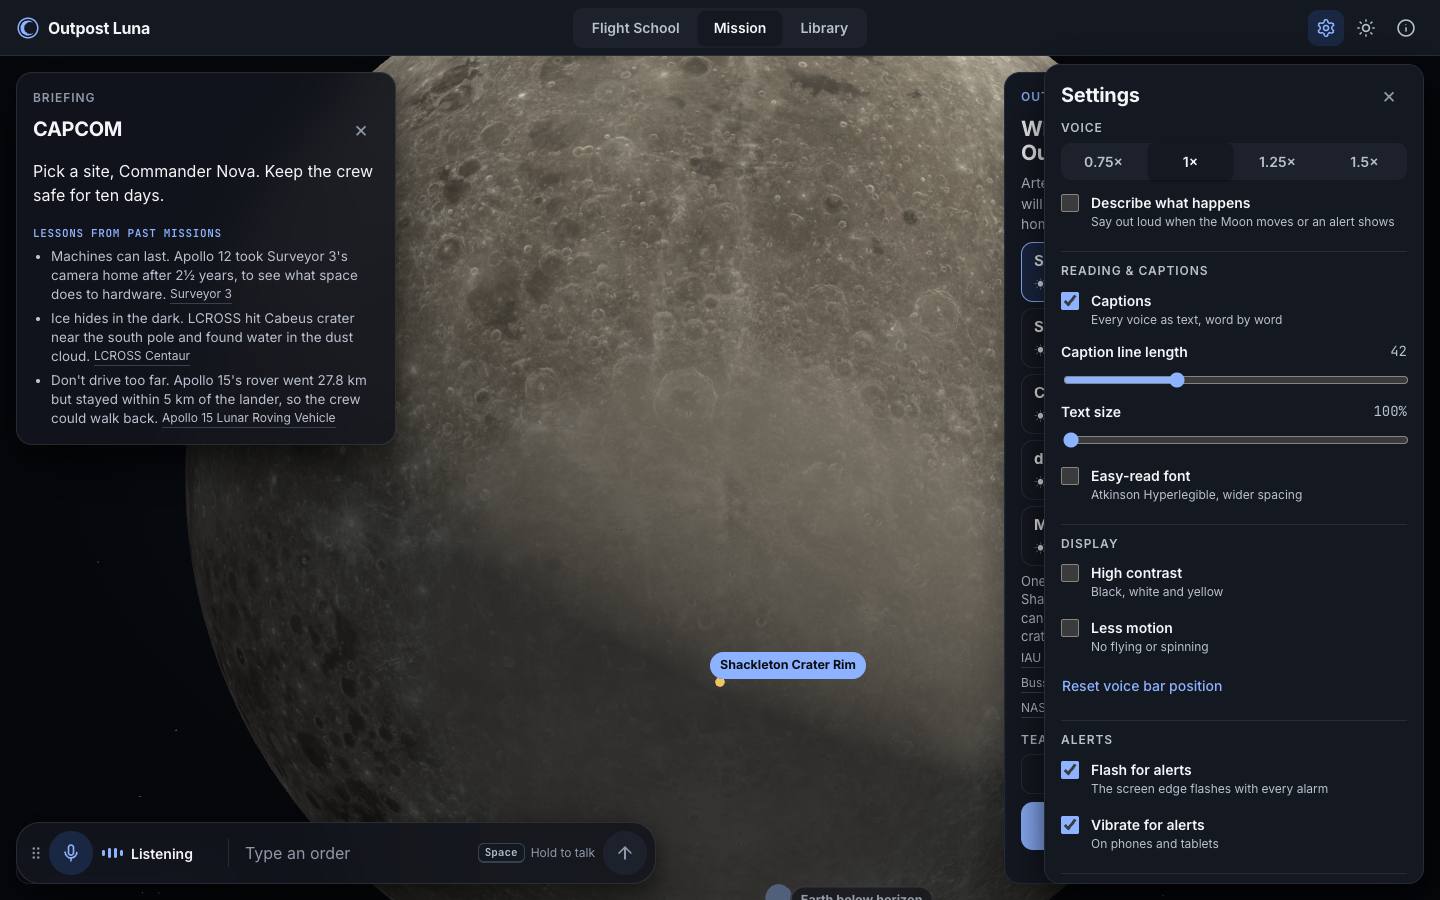 Outpost Luna
Flight School
Mission
Library
BRIEFING
CAPCOM
Pick a site, Commander Nova. Keep the crew
safe for ten days.
LESSONS FROM PAST MISSIONS
Machines can last. Apollo 12 took Surveyor 3's
camera home after 2½ years, to see what space
does to hardware. Surveyor 3
Ice hides in the dark. LCROSS hit Cabeus crater
near the south pole and found water in the dust
cloud. LCROSS Centaur
Don't drive too far. Apollo 15's rover went 27.8 km
but stayed within 5 km of the lander, so the crew
could walk back. Apollo 15 Lunar Roving Vehicle
Shackleton Crater Rim
Listening
Type an order
Space
Hold to talk
Earth below horizon
IAU
Settings
VOICE
0.75×
1×
1.25×
1.5×
Describe what happens
Say out loud when the Moon moves or an alert shows
READING & CAPTIONS
Captions
Every voice as text, word by word
Caption line length
42
Text size
100%
Easy-read font
Atkinson Hyperlegible, wider spacing
DISPLAY
High contrast
Black, white and yellow
Less motion
No flying or spinning
Reset voice bar position
ALERTS
Flash for alerts
The screen edge flashes with every alarm
Vibrate for alerts
On phones and tablets